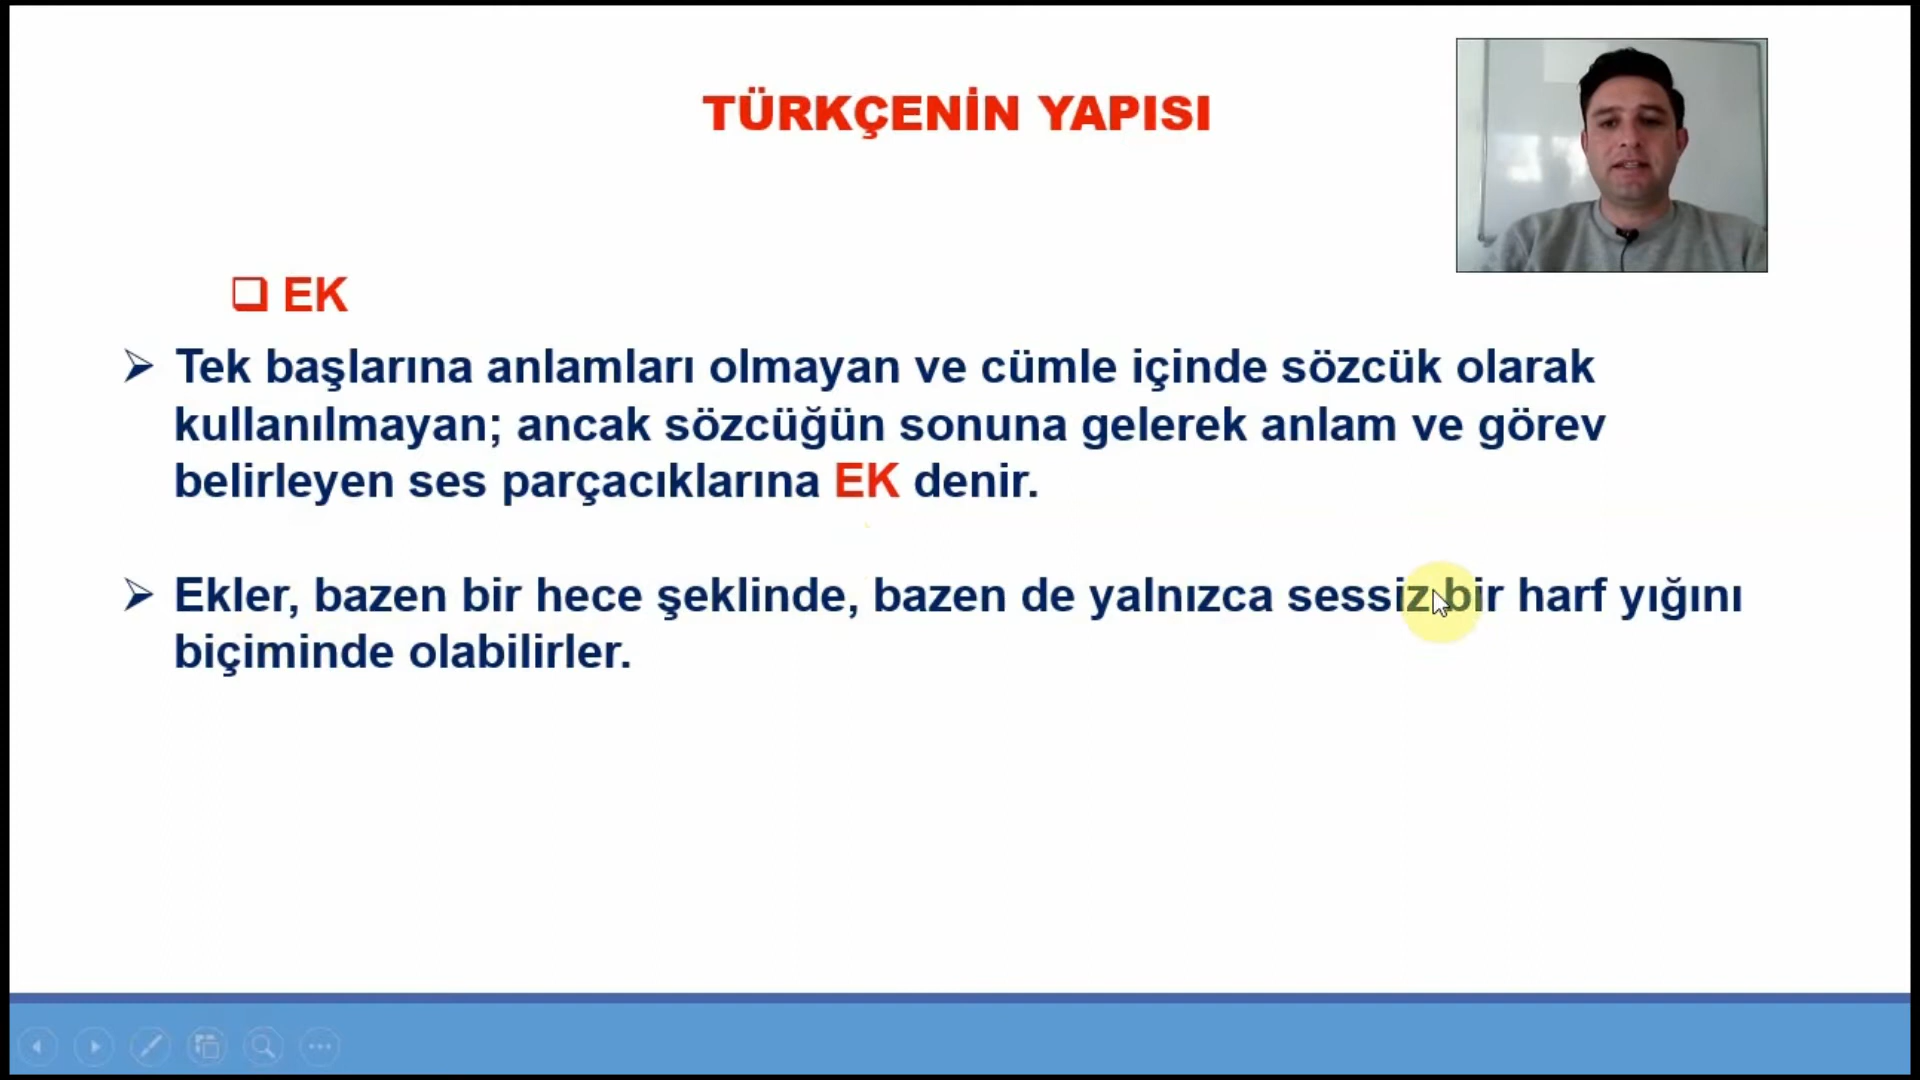 TÜRKÇENİN YAPISI
EK
Tek başlarına anlamları olmayan ve cümle içinde sözcük olarak
kullanılmayan; ancak sözcüğün sonuna gelerek anlam ve görev
belirleyen ses parçacıklarına EK denir.
Ekler, bazen bir hece şeklinde, bazen de yalnızca sessiz bir harf yığını
biçiminde olabilirler.